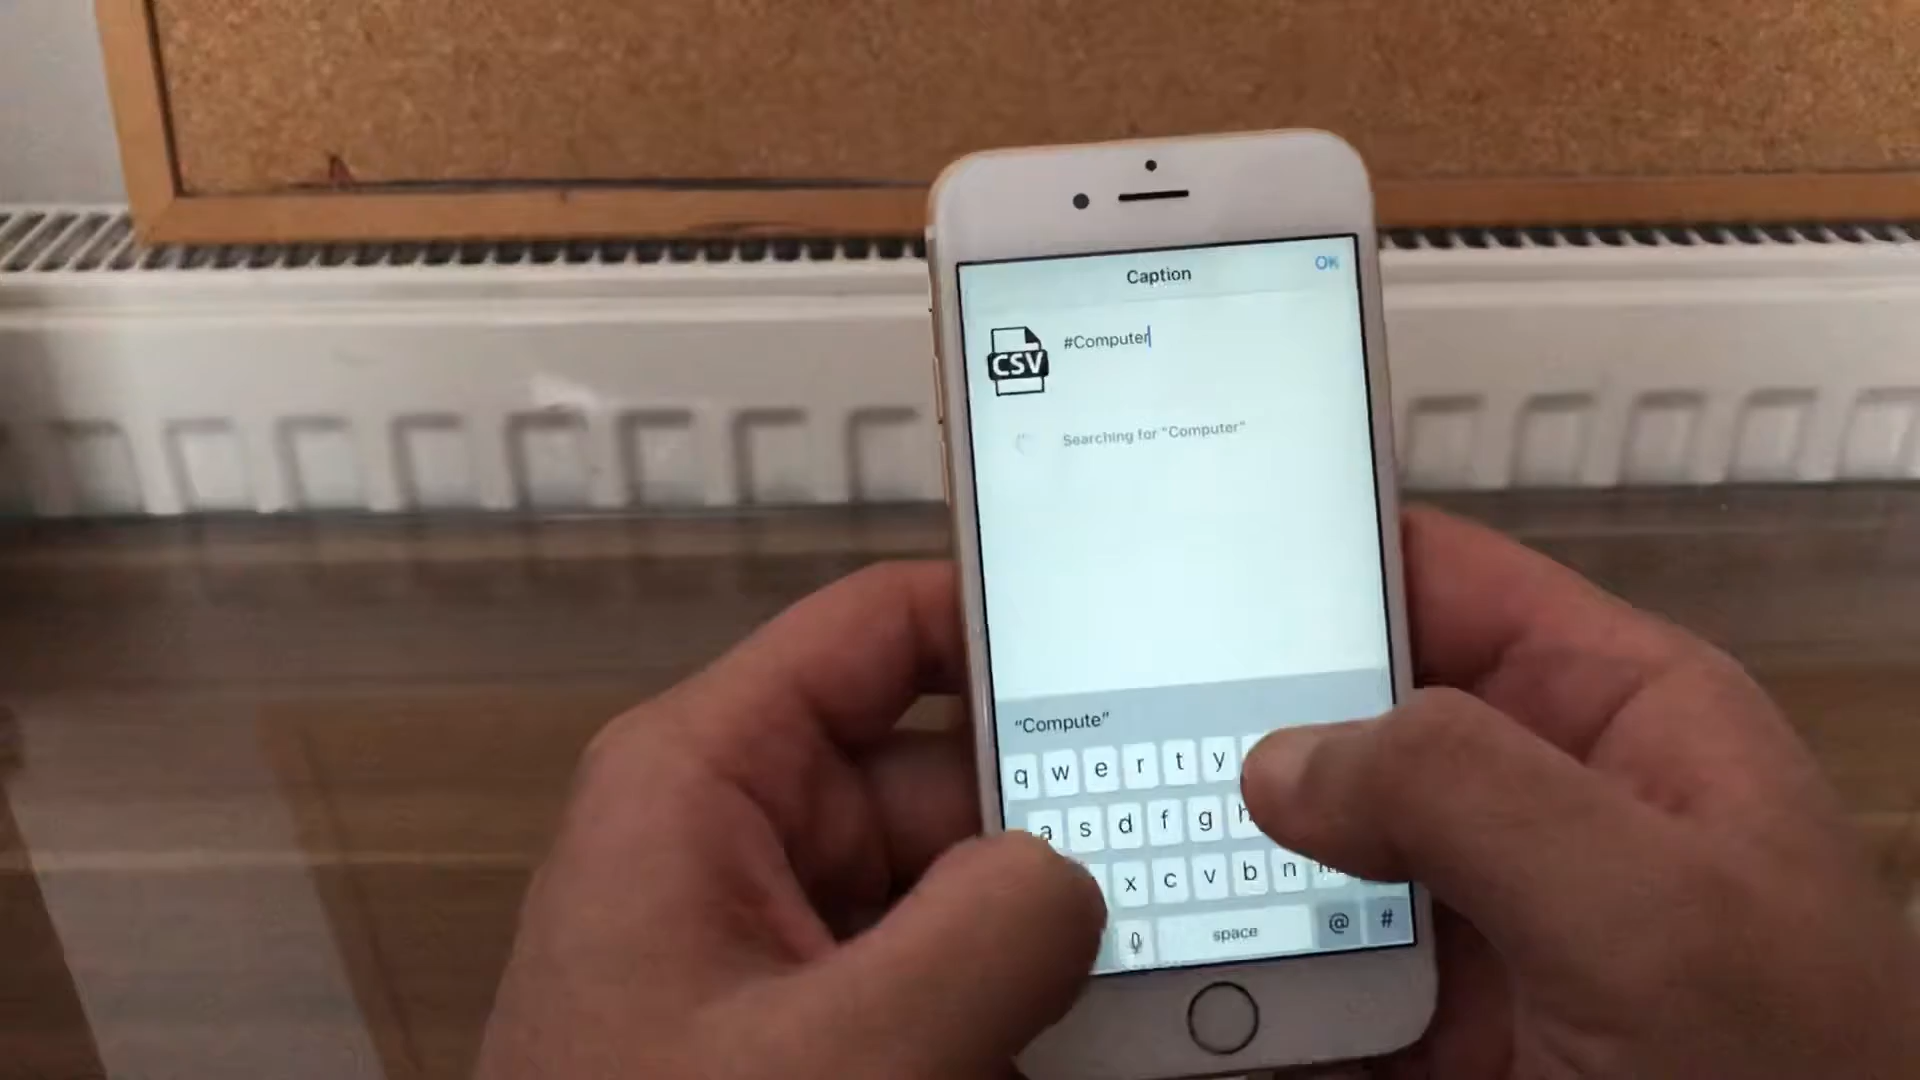 Caption
OK
#Computer
CSV
Searching for "Computer"
"Compute"
q w e r t y
a s d f g h
x c v b n
space @ #